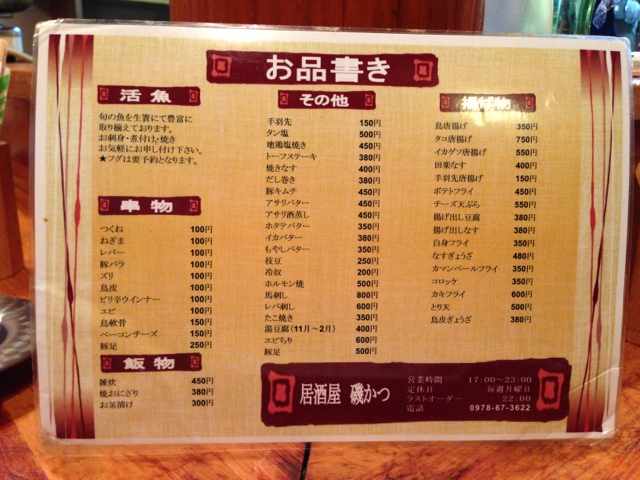 お品書き
活魚
旬の魚を生簀にて豊富に
取り揃えております。
お刺身・煮付け・焼き
お気軽にお申し付け下さい。
★フグは要予約となります。
串物
つくね 100円
ねぎま 100円
レバー 100円
豚バラ 100円
ズリ 100円
鳥皮 100円
ピリ辛ウインナー 100円
エビ 100円
鳥軟骨 150円
ベーコンチーズ 150円
豚足 250円
飯物
雑炊 450円
焼おにぎり 380円
お茶漬け 300円
その他
手羽先 150円
タン塩 500円
地鶏塩焼き 450円
トーフステーキ 380円
焼きなす 400円
だし巻き 380円
豚キムチ 450円
アサリバター 450円
アサリ酒蒸し 450円
ホタテバター 350円
イカバター 380円
もやしバター 350円
枝豆 250円
冷奴 200円
ホルモン焼 500円
馬刺し 800円
レバ刺し 600円
たこ焼き 350円
湯豆腐(11月~2月) 400円
エビちり 600円
豚足 500円
揚げ物
鳥唐揚げ 350円
タコ唐揚げ 750円
イカゲソ唐揚げ 550円
田楽なす 400円
手羽先唐揚げ 150円
ポテトフライ 450円
チーズ天ぷら 550円
揚げ出し豆腐 380円
揚げ出しなす 380円
白身フライ 350円
なすぎょうざ 480円
カマンベールフライ 350円
コロッケ 350円
カキフライ 600円
とり天 500円
鳥皮ぎょうざ 380円
居酒屋 磯かつ
営業時間 17:00~23:00
定休日 毎週月曜日
ラストオーダー 22:00
電話 0978-67-3622